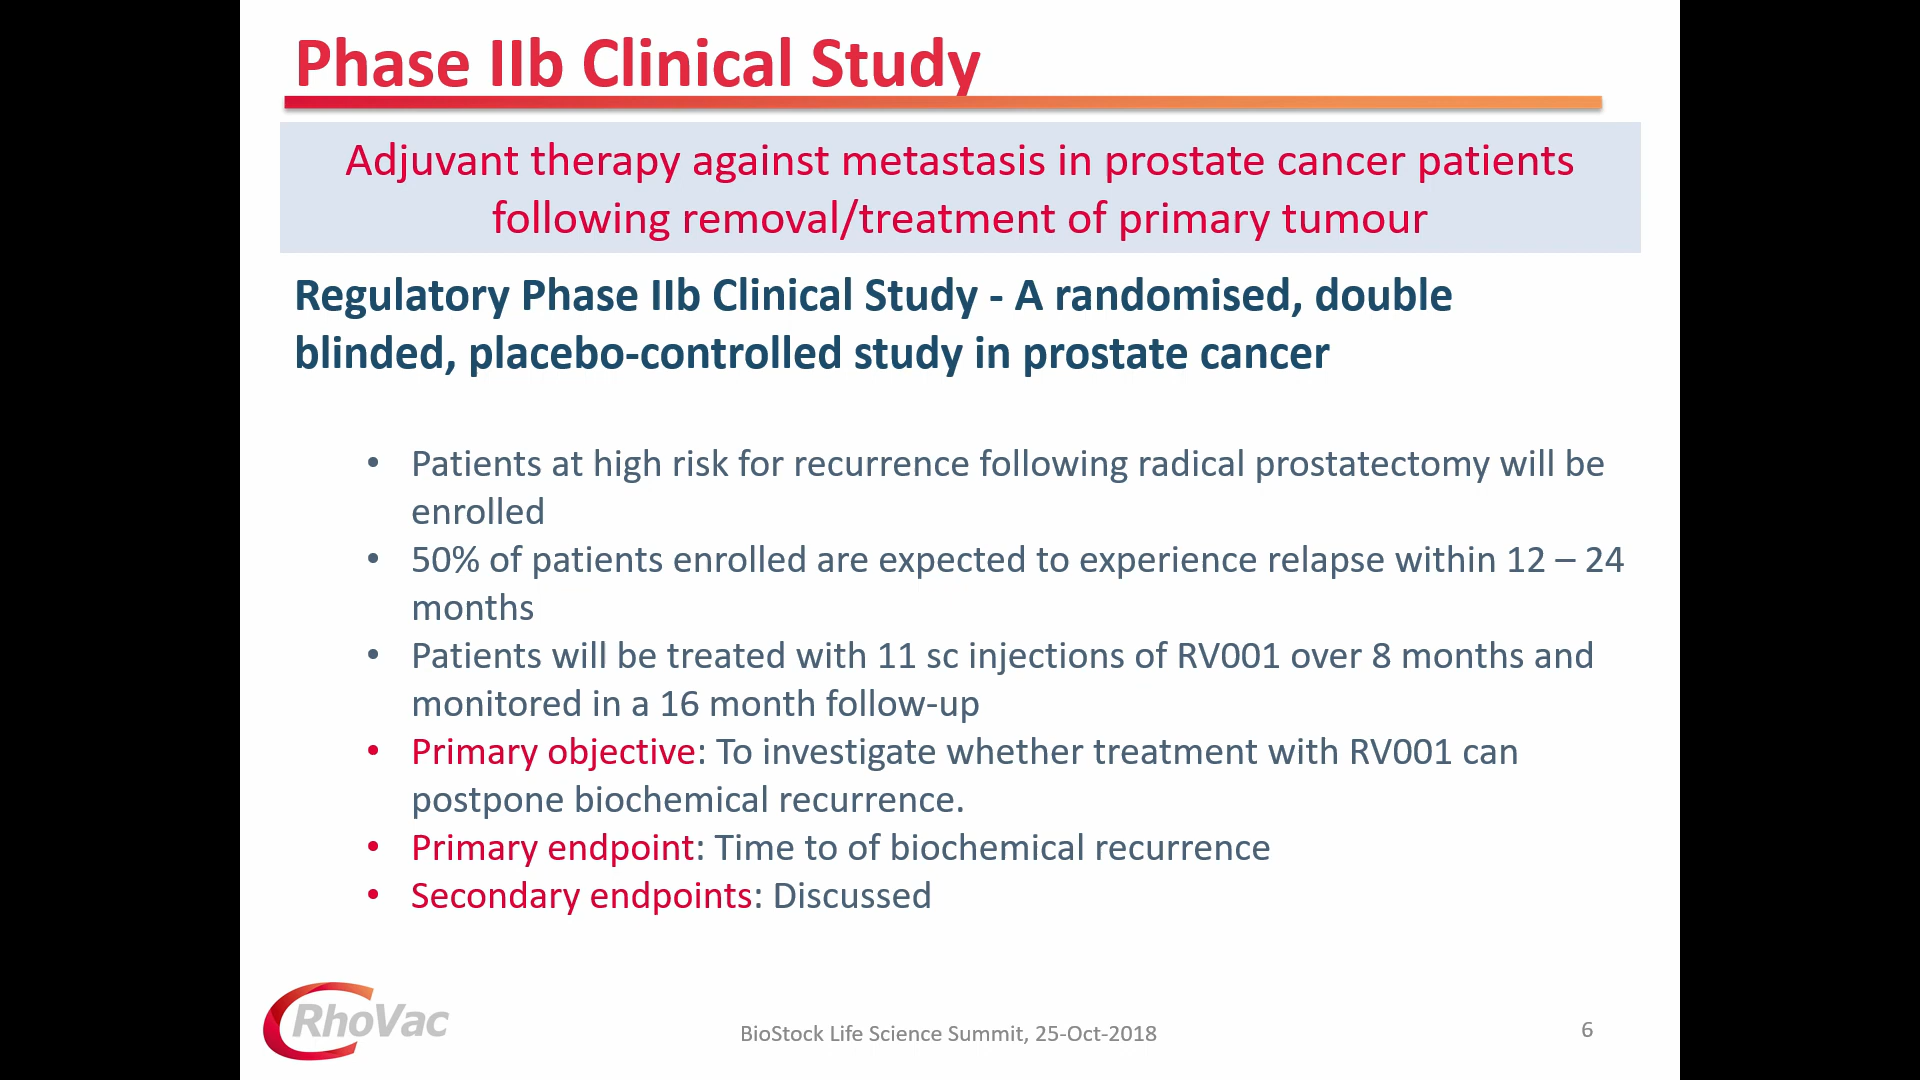 Phase IIb Clinical Study
Adjuvant therapy against metastasis in prostate cancer patients
following removal/treatment of primary tumour
Regulatory Phase IIb Clinical Study - A randomised, double
blinded, placebo-controlled study in prostate cancer
• Patients at high risk for recurrence following radical prostatectomy will be
enrolled
• 50% of patients enrolled are expected to experience relapse within 12 – 24
months
• Patients will be treated with 11 sc injections of RV001 over 8 months and
monitored in a 16 month follow-up
• Primary objective: To investigate whether treatment with RV001 can
postpone biochemical recurrence.
• Primary endpoint: Time to of biochemical recurrence
• Secondary endpoints: Discussed
RhoVac
BioStock Life Science Summit, 25-Oct-2018
6